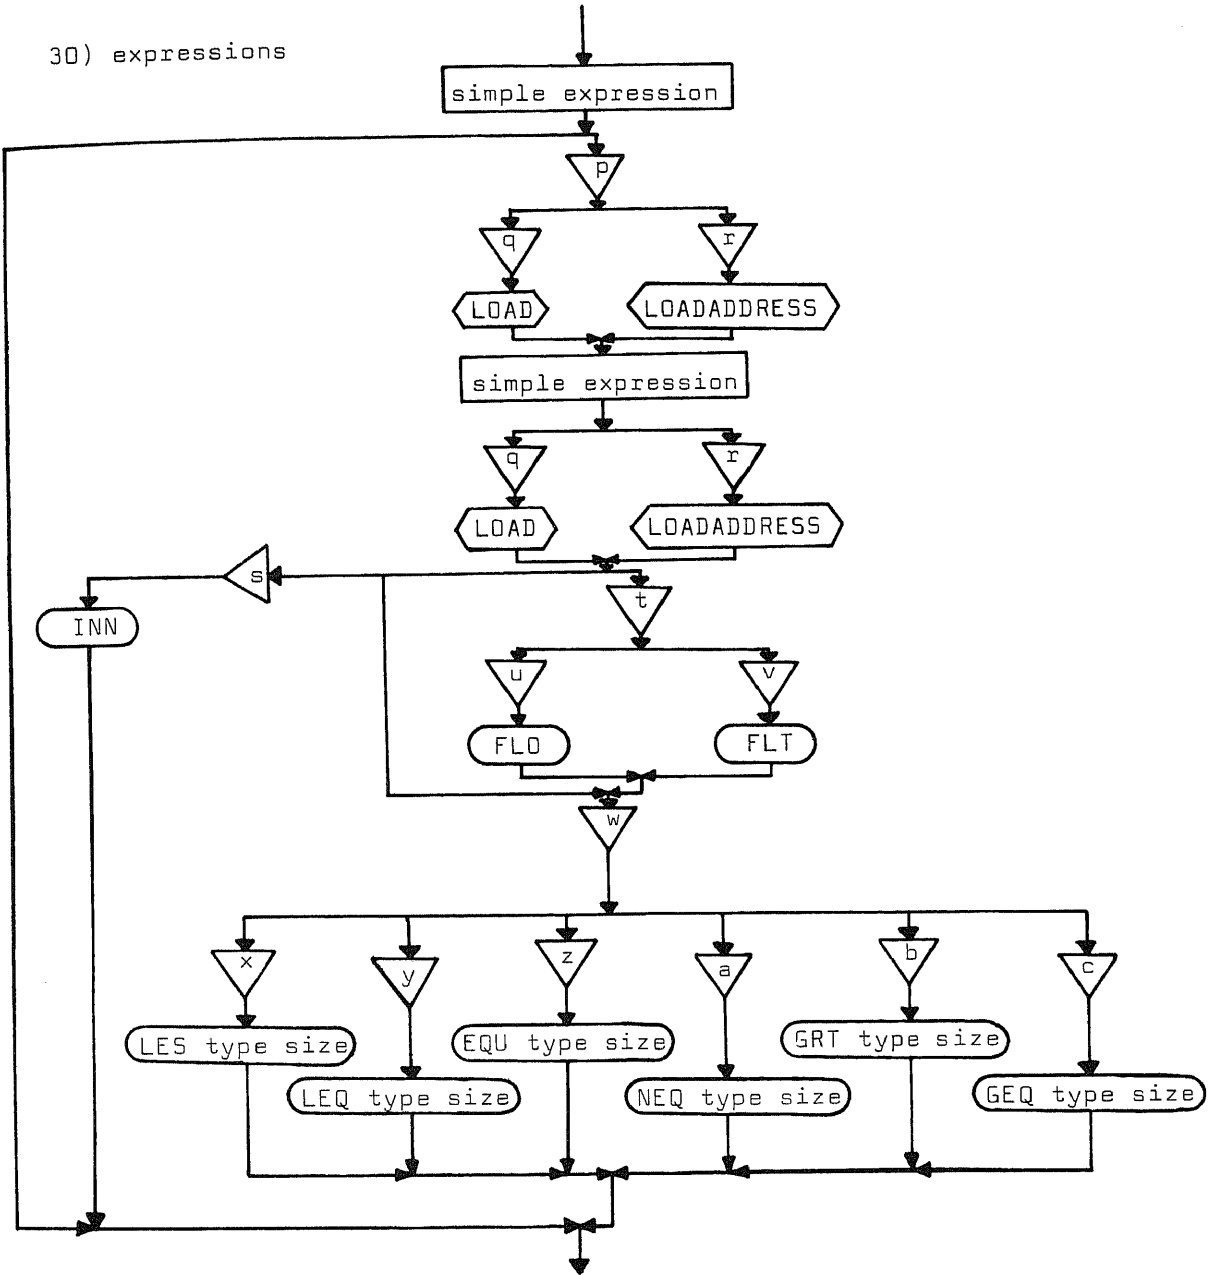 30) expressions
simple expression
p
q r
LOAD LOADADDRESS
simple expression
q r
LOAD LOADADDRESS
s t
INN
u v
FLO FLT
w
x y z a b c
LES type size EQU type size GRT type size
LEQ type size NEQ type size GEQ type size